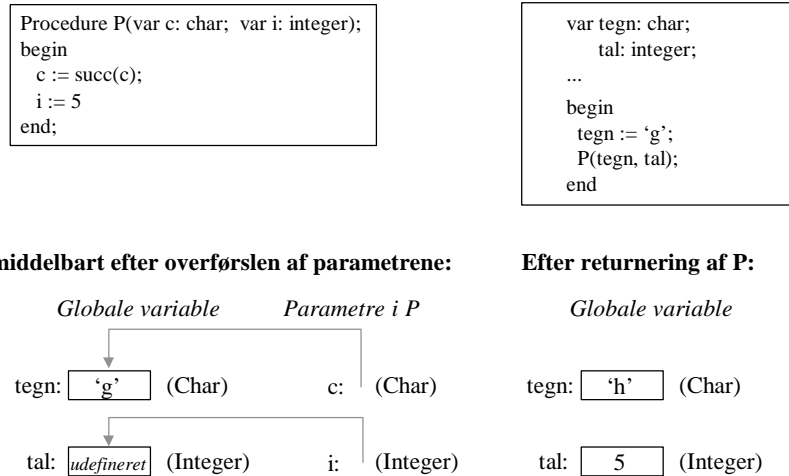 Procedure P(var c: char; var i: integer);
begin
c := succ(c);
i := 5
end;
var tegn: char;
tal: integer;
...
begin
tegn := ‘g’;
P(tegn, tal);
end
middelbart efter overførslen af parametrene:
Efter returnering af P:
Globale variable Parametre i P
Globale variable
tegn: ‘g’ (Char) c: (Char)
tegn: ‘h’ (Char)
tal: udefineret (Integer) i: (Integer)
tal: 5 (Integer)